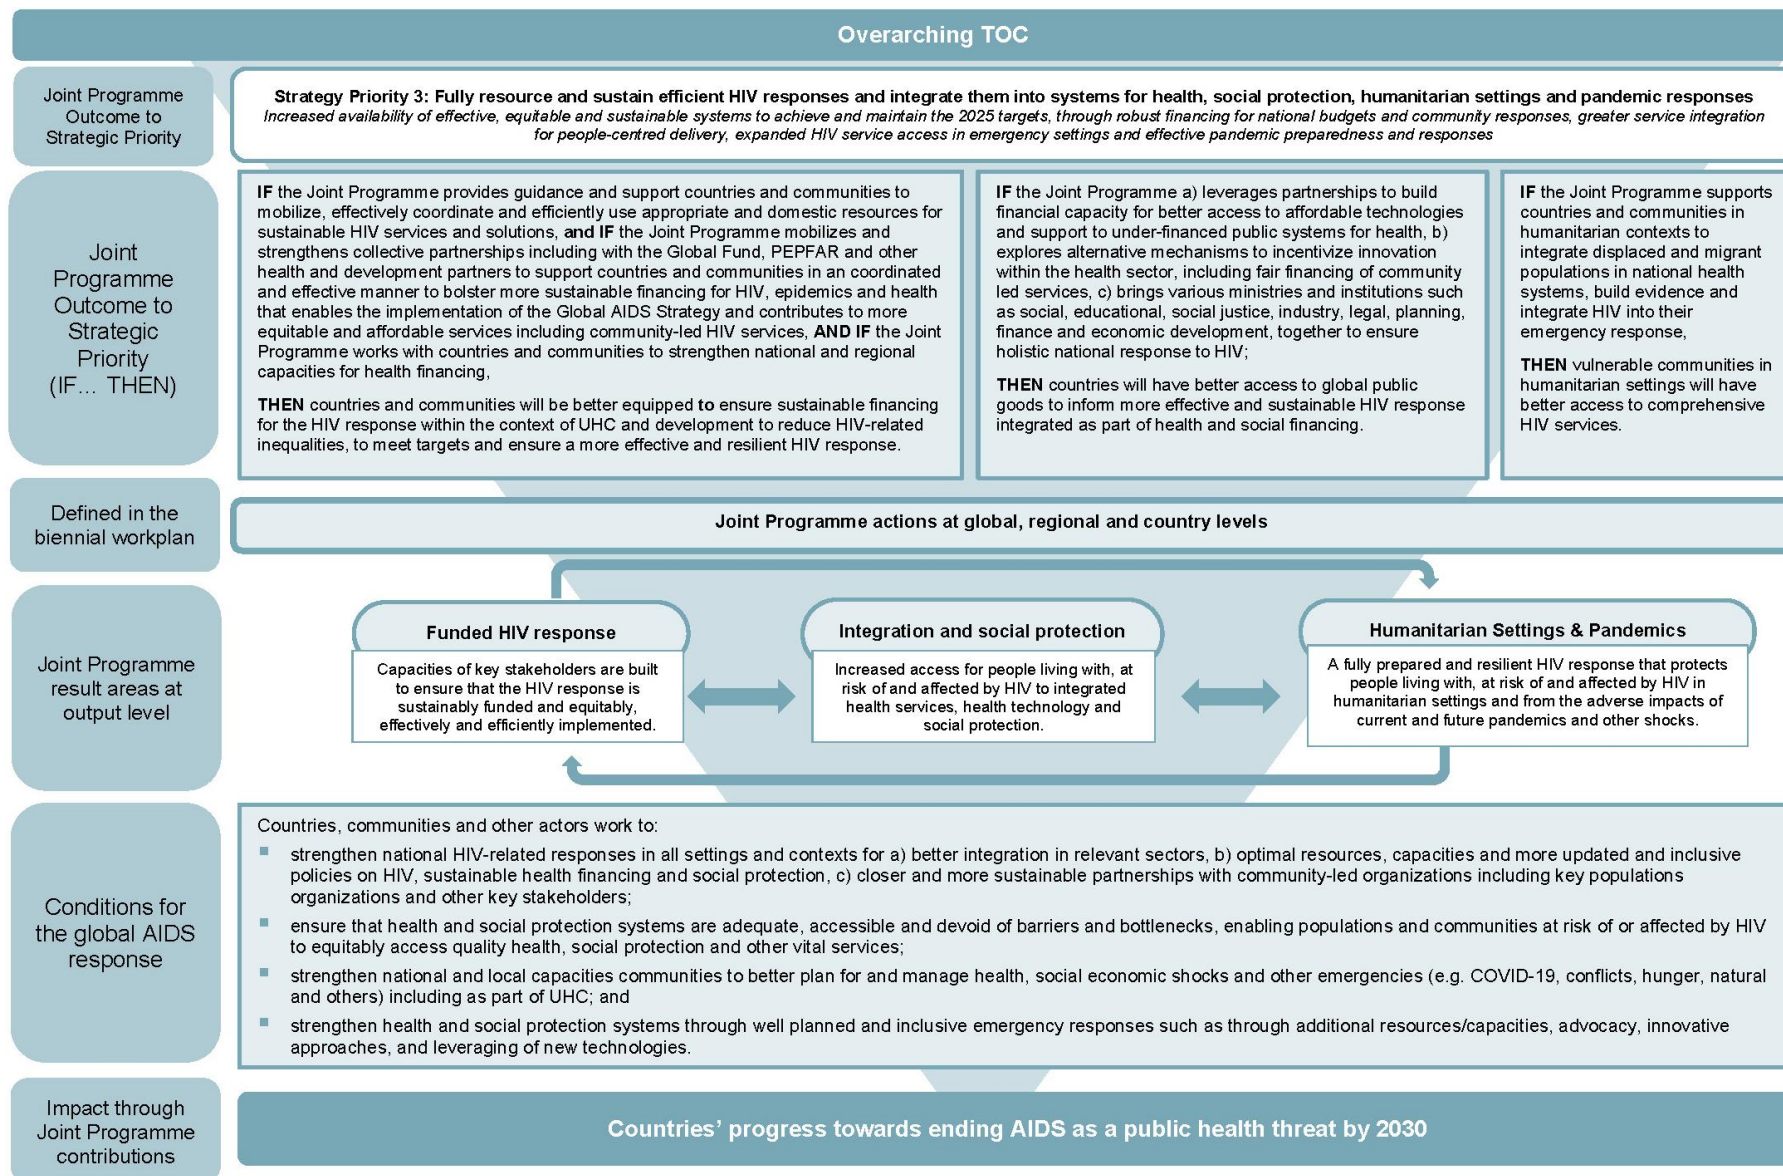 Overarching TOC
Joint Programme
Outcome to
Strategic Priority
Strategy Priority 3: Fully resource and sustain efficient HIV responses and integrate them into systems for health, social protection, humanitarian settings and pandemic responses
Increased availability of effective, equitable and sustainable systems to achieve and maintain the 2025 targets, through robust financing for national budgets and community responses, greater service integration
for people-centred delivery, expanded HIV service access in emergency settings and effective pandemic preparedness and responses
Joint
Programme
Outcome to
Strategic
Priority
(IF... THEN)
IF the Joint Programme provides guidance and support countries and communities to
mobilize, effectively coordinate and efficiently use appropriate and domestic resources for
sustainable HIV services and solutions, and IF the Joint Programme mobilizes and
strengthens collective partnerships including with the Global Fund, PEPFAR and other
health and development partners to support countries and communities in an coordinated
and effective manner to bolster more sustainable financing for HIV, epidemics and health
that enables the implementation of the Global AIDS Strategy and contributes to more
equitable and affordable services including community-led HIV services, AND IF the Joint
Programme works with countries and communities to strengthen national and regional
capacities for health financing,
THEN countries and communities will be better equipped to ensure sustainable financing
for the HIV response within the context of UHC and development to reduce HIV-related
inequalities, to meet targets and ensure a more effective and resilient HIV response.
IF the Joint Programme a) leverages partnerships to build
financial capacity for better access to affordable technologies
and support to under-financed public systems for health, b)
explores alternative mechanisms to incentivize innovation
within the health sector, including fair financing of community
led services, c) brings various ministries and institutions such
as social, educational, social justice, industry, legal, planning,
finance and economic development, together to ensure
holistic national response to HIV;
THEN countries will have better access to global public
goods to inform more effective and sustainable HIV response
integrated as part of health and social financing.
IF the Joint Programme supports
countries and communities in
humanitarian contexts to
integrate displaced and migrant
populations in national health
systems, build evidence and
integrate HIV into their
emergency response,
THEN vulnerable communities in
humanitarian settings will have
better access to comprehensive
HIV services.
Defined in the
biennial workplan
Joint Programme actions at global, regional and country levels
Joint Programme
result areas at
output level
Funded HIV response
Capacities of key stakeholders are built
to ensure that the HIV response is
sustainably funded and equitably,
effectively and efficiently implemented.
Integration and social protection
Increased access for people living with, at
risk of and affected by HIV to integrated
health services, health technology and
social protection.
Humanitarian Settings & Pandemics
A fully prepared and resilient HIV response that protects
people living with, at risk of and affected by HIV in
humanitarian settings and from the adverse impacts of
current and future pandemics and other shocks.
Conditions for
the global AIDS
response
Countries, communities and other actors work to:
▪ strengthen national HIV-related responses in all settings and contexts for a) better integration in relevant sectors, b) optimal resources, capacities and more updated and inclusive
policies on HIV, sustainable health financing and social protection, c) closer and more sustainable partnerships with community-led organizations including key populations
organizations and other key stakeholders;
▪ ensure that health and social protection systems are adequate, accessible and devoid of barriers and bottlenecks, enabling populations and communities at risk of or affected by HIV
to equitably access quality health, social protection and other vital services;
▪ strengthen national and local capacities communities to better plan for and manage health, social economic shocks and other emergencies (e.g. COVID-19, conflicts, hunger, natural
and others) including as part of UHC; and
▪ strengthen health and social protection systems through well planned and inclusive emergency responses such as through additional resources/capacities, advocacy, innovative
approaches, and leveraging of new technologies.
Impact through
Joint Programme
contributions
Countries' progress towards ending AIDS as a public health threat by 2030